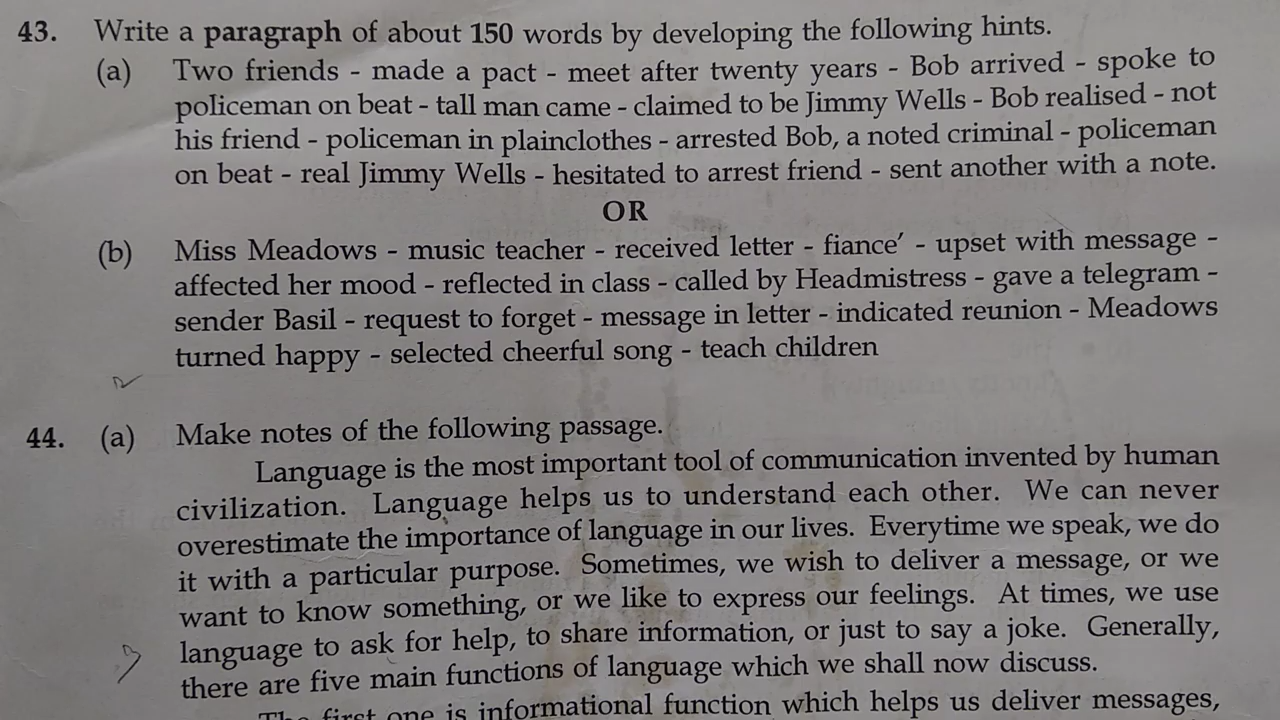 43. Write a paragraph of about 150 words by developing the following hints.
(a) Two friends - made a pact - meet after twenty years - Bob arrived - spoke to
policeman on beat - tall man came - claimed to be Jimmy Wells - Bob realised - not
his friend - policeman in plainclothes - arrested Bob, a noted criminal - policeman
on beat - real Jimmy Wells - hesitated to arrest friend - sent another with a note.
OR
(b) Miss Meadows - music teacher - received letter - fiance′ - upset with message -
affected her mood - reflected in class - called by Headmistress - gave a telegram -
sender Basil - request to forget - message in letter - indicated reunion - Meadows
turned happy - selected cheerful song - teach children
44. (a) Make notes of the following passage.
Language is the most important tool of communication invented by human
civilization. Language helps us to understand each other. We can never
overestimate the importance of language in our lives. Everytime we speak, we do
it with a particular purpose. Sometimes, we wish to deliver a message, or we
want to know something, or we like to express our feelings. At times, we use
language to ask for help, to share information, or just to say a joke. Generally,
there are five main functions of language which we shall now discuss.
The first one is informational function which helps us deliver messages,